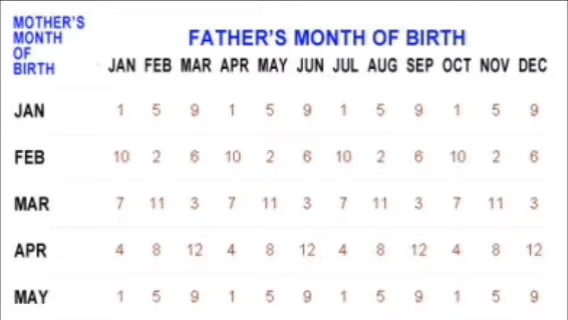 MOTHER'S
MONTH
OF
BIRTH
FATHER'S MONTH OF BIRTH
JAN FEB MAR APR MAY JUN JUL AUG SEP OCT NOV DEC
JAN 1 5 9 1 5 9 1 5 9 1 5 9
FEB 10 2 6 10 2 6 10 2 6 10 2 6
MAR 7 11 3 7 11 3 7 11 3 7 11 3
APR 4 8 12 4 8 12 4 8 12 4 8 12
MAY 1 5 9 1 5 9 1 5 9 1 5 9